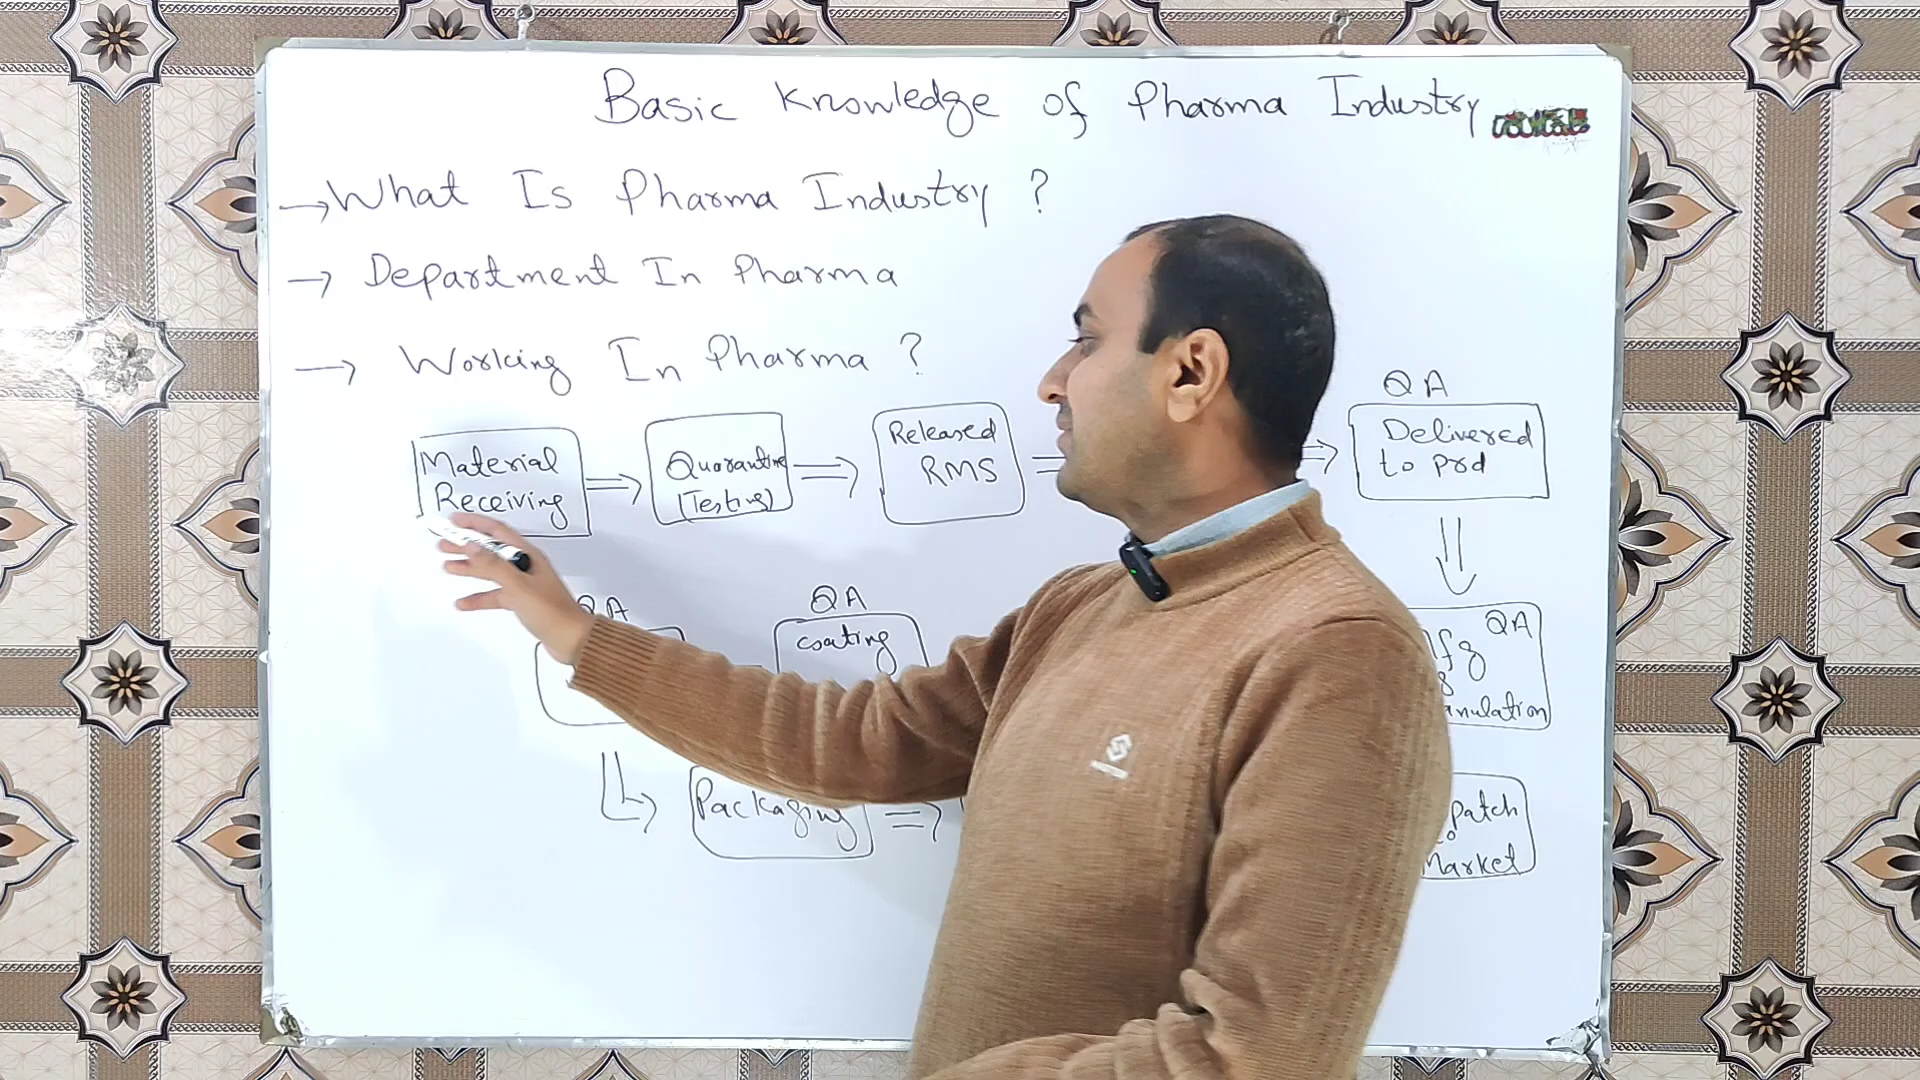 Basic Knowledge of Pharma Industry
→ What Is Pharma Industry ?
→ Department In Pharma
→ Working In Pharma ?
Material
Receiving
⇒
Quarantine
(Testing)
⇒
Released
RMS
⇒
QA
Delivered
to prd
QA
QA
QA
Coating
Packaging
⇒
Market